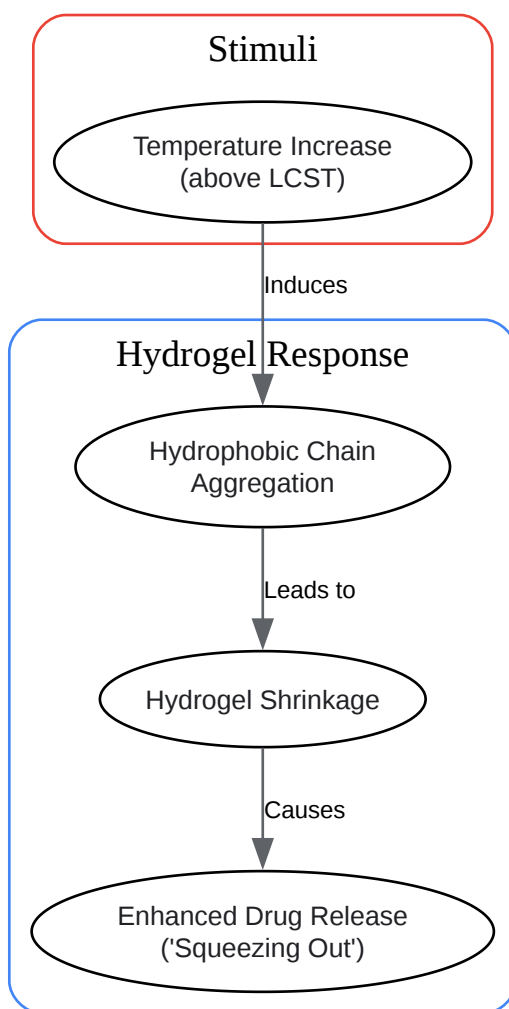 Stimuli
Temperature Increase
(above LCST)
Induces
Hydrogel Response
Hydrophobic Chain
Aggregation
Leads to
Hydrogel Shrinkage
Causes
Enhanced Drug Release
('Squeezing Out')